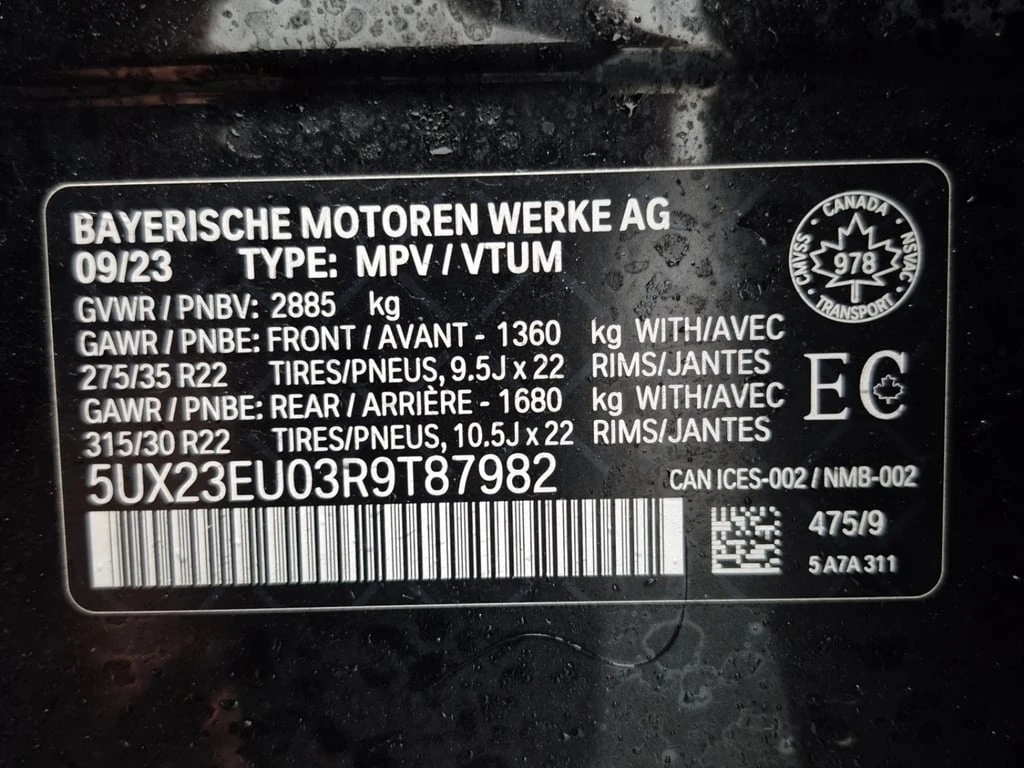 BAYERISCHE MOTOREN WERKE AG
09/23 TYPE: MPV / VTUM
GVWR / PNBV: 2885 kg
GAWR / PNBE: FRONT / AVANT - 1360 kg WITH/AVEC
275/35 R22 TIRES/PNEUS, 9.5J x 22 RIMS/JANTES
GAWR / PNBE: REAR / ARRIÈRE - 1680 kg WITH/AVEC
315/30 R22 TIRES/PNEUS, 10.5J x 22 RIMS/JANTES
5UX23EU03R9T87982
CANADA
CMVSS 978 NSVAC
TRANSPORT
EC
CAN ICES-002 / NMB-002
475/9
5A7A311